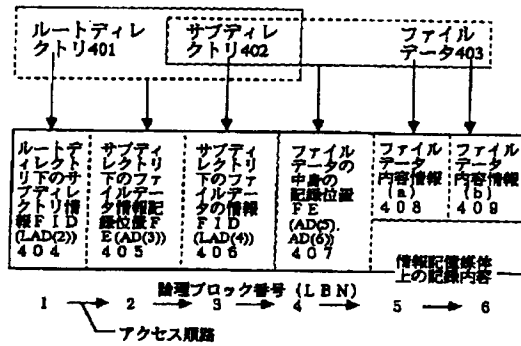 ルートディレ
クトリ401
サブディレ
クトリ402
ファイル
データ403
ルートデ
ィレクト
リ下のサ
ブディレ
クトリ情
報FID
(LAD(2))
404
サブディ
レクトリ
下のファ
イルデー
タ情報記
録位置F
E(AD(3))
405
サブディ
レクトリ
下のファ
イルデー
タの情報
FID
(LAD(4))
406
ファイル
データの
中身の
記録位置
FE
(AD(5).
AD(6))
407
ファイル
データ
内容情報
(a)
408
ファイル
データ
内容情報
(b)
409
情報記憶媒体
上の記録内容
論理ブロック番号 (LBN)
1 2 3 4 5 6
アクセス順路